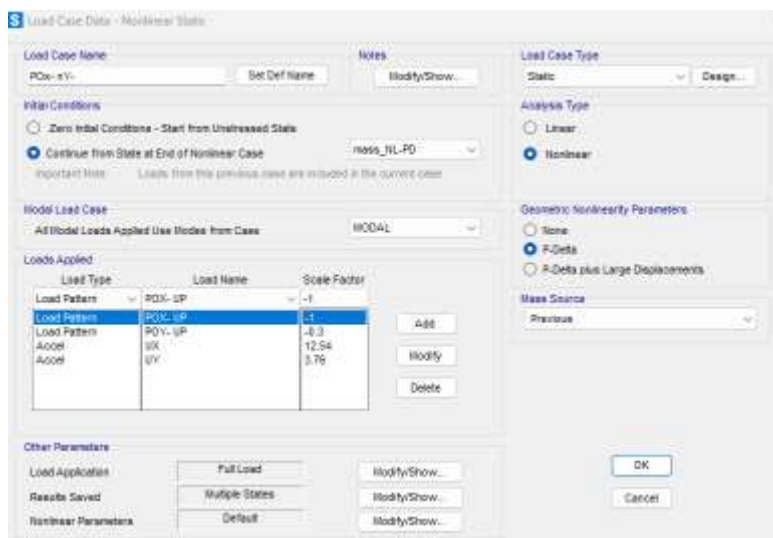 S Load Case Data - Nonlinear Static
Load Case Name
Notes
Load Case Type
Set Def Name
Modify/Show...
Static
Design...
Initial Conditions
Zero Initial Conditions - Start from Unstressed State
Continue from State at End of Nonlinear Case
mass_NL-PD
Important Note: Loads from this previous case are included in the current case
Analysis Type
Linear
Nonlinear
Modal Load Case
All Modal Loads Applied Use Modes from Case
MODAL
Geometric Nonlinearity Parameters
None
P-Delta
P-Delta plus Large Displacements
Loads Applied
Load Type Load Name Scale Factor
Load Pattern POX- UP -1
Load Pattern POX- UP -1
Load Pattern POY- UP -0.3
Accel UX 12.54
Accel UY
Add
Modify
Delete
Mass Source
Previous
Other Parameters
Load Application Full Load Modify/Show...
Results Saved Multiple States Modify/Show...
Nonlinear Parameters Default Modify/Show...
OK
Cancel